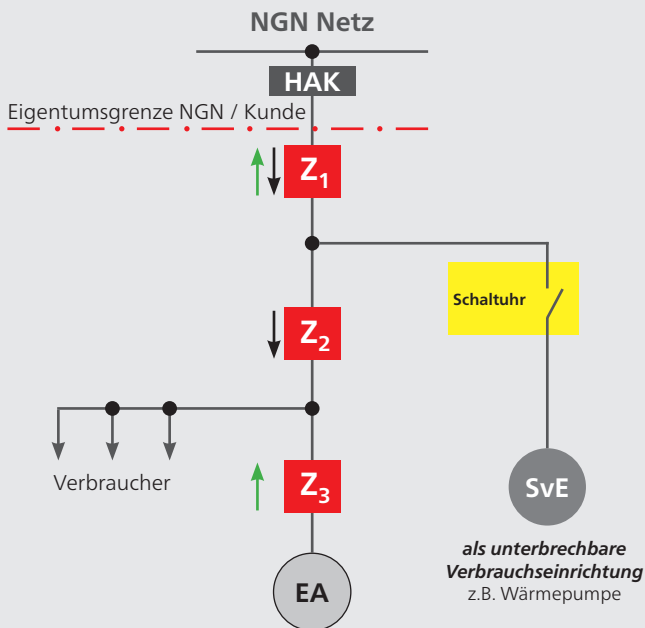 NGN Netz
HAK
Eigentumsgrenze NGN / Kunde
Z1
Schaltuhr
Z2
Verbraucher
Z3
SvE
als unterbrechbare
Verbrauchseinrichtung
z.B. Wärmepumpe
EA